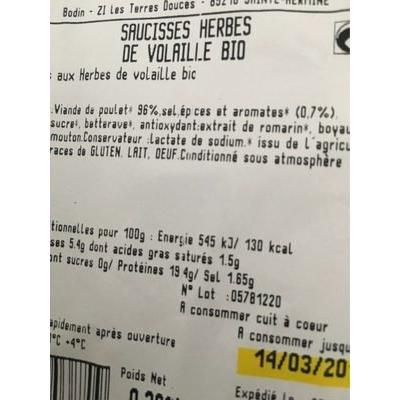 Bodin - ZI Les Terres Douces - 85210 SAINTE-HERMINE
SAUCISSES HERBES
DE VOLAILLE BIO
s aux Herbes de volaille bio
:Viande de poulet* 96%,sel,épices et aromates* (0,7%),
sucre*, betterave*, antioxydant:extrait de romarin*, boyau
mouton.Conservateur :lactate de sodium.* issu de l'agricu
races de GLUTEN, LAIT, OEUF.Conditionné sous atmosphère
tionnelles pour 100g : Energie 545 kJ/ 130 kcal
ses 5.4g dont acides gras saturés 1.5g
ont sucres 0g/ Protéines 19.4g/ Sel 1.65g
N° Lot :05781220
A consommer cuit à coeur
apidement après ouverture
A consommer jusqu
°C +4°C
14/03/20
Poids Net
Expédié le